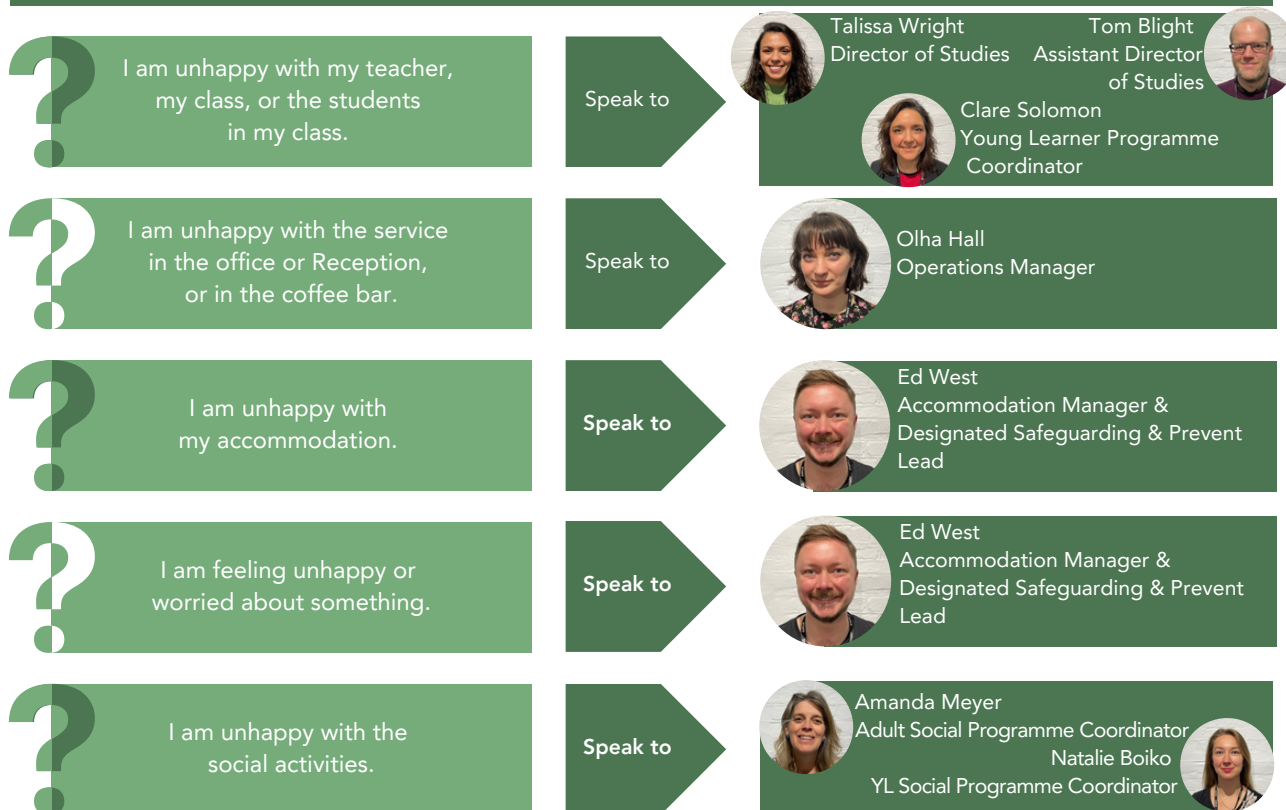 I am unhappy with my teacher,
my class, or the students
in my class.
Speak to
Talissa Wright
Director of Studies
Tom Blight
Assistant Director
of Studies
Clare Solomon
Young Learner Programme
Coordinator
I am unhappy with the service
in the office or Reception,
or in the coffee bar.
Speak to
Olha Hall
Operations Manager
I am unhappy with
my accommodation.
Speak to
Ed West
Accommodation Manager &
Designated Safeguarding & Prevent
Lead
I am feeling unhappy or
worried about something.
Speak to
Ed West
Accommodation Manager &
Designated Safeguarding & Prevent
Lead
I am unhappy with the
social activities.
Speak to
Amanda Meyer
Adult Social Programme Coordinator
Natalie Boiko
YL Social Programme Coordinator